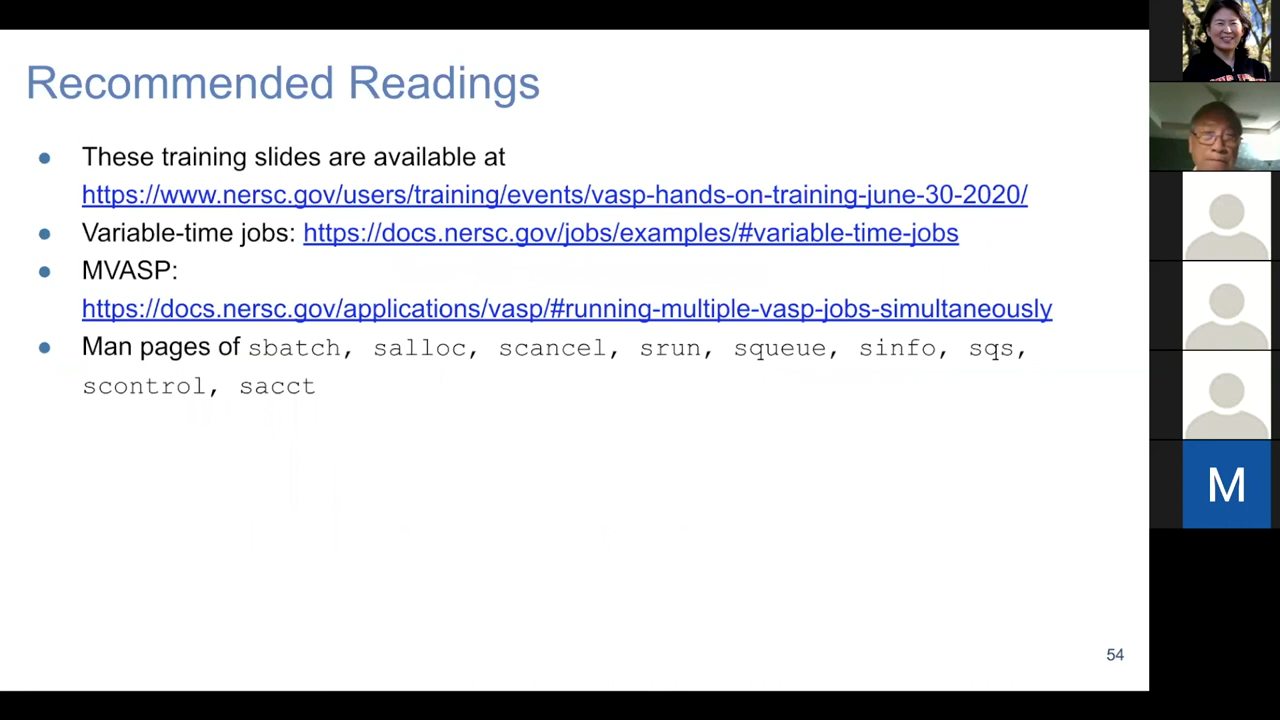 Recommended Readings
● These training slides are available at
https://www.nersc.gov/users/training/events/vasp-hands-on-training-june-30-2020/
● Variable-time jobs: https://docs.nersc.gov/jobs/examples/#variable-time-jobs
● MVASP:
https://docs.nersc.gov/applications/vasp/#running-multiple-vasp-jobs-simultaneously
● Man pages of sbatch, salloc, scancel, srun, squeue, sinfo, sqs,
scontrol, sacct
54
M